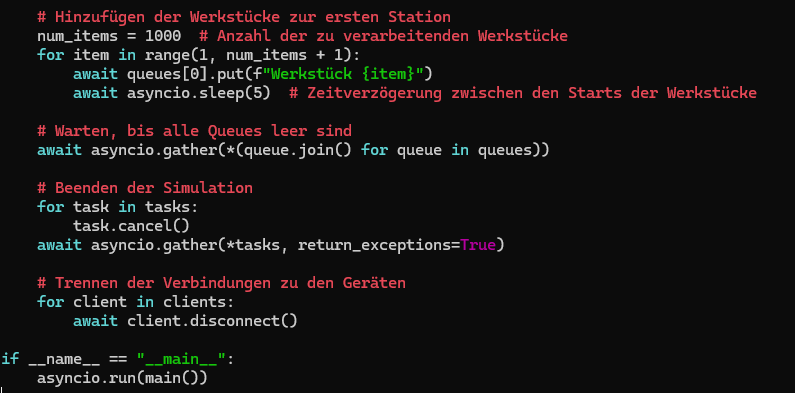 # Hinzufügen der Werkstücke zur ersten Station
num_items = 1000  # Anzahl der zu verarbeitenden Werkstücke
for item in range(1, num_items + 1):
await queues[0].put(f"Werkstück {item}")
await asyncio.sleep(5)  # Zeitverzögerung zwischen den Starts der Werkstücke
# Warten, bis alle Queues leer sind
await asyncio.gather(*(queue.join() for queue in queues))
# Beenden der Simulation
for task in tasks:
task.cancel()
await asyncio.gather(*tasks, return_exceptions=True)
# Trennen der Verbindungen zu den Geräten
for client in clients:
await client.disconnect()
if __name__ == "__main__":
asyncio.run(main())